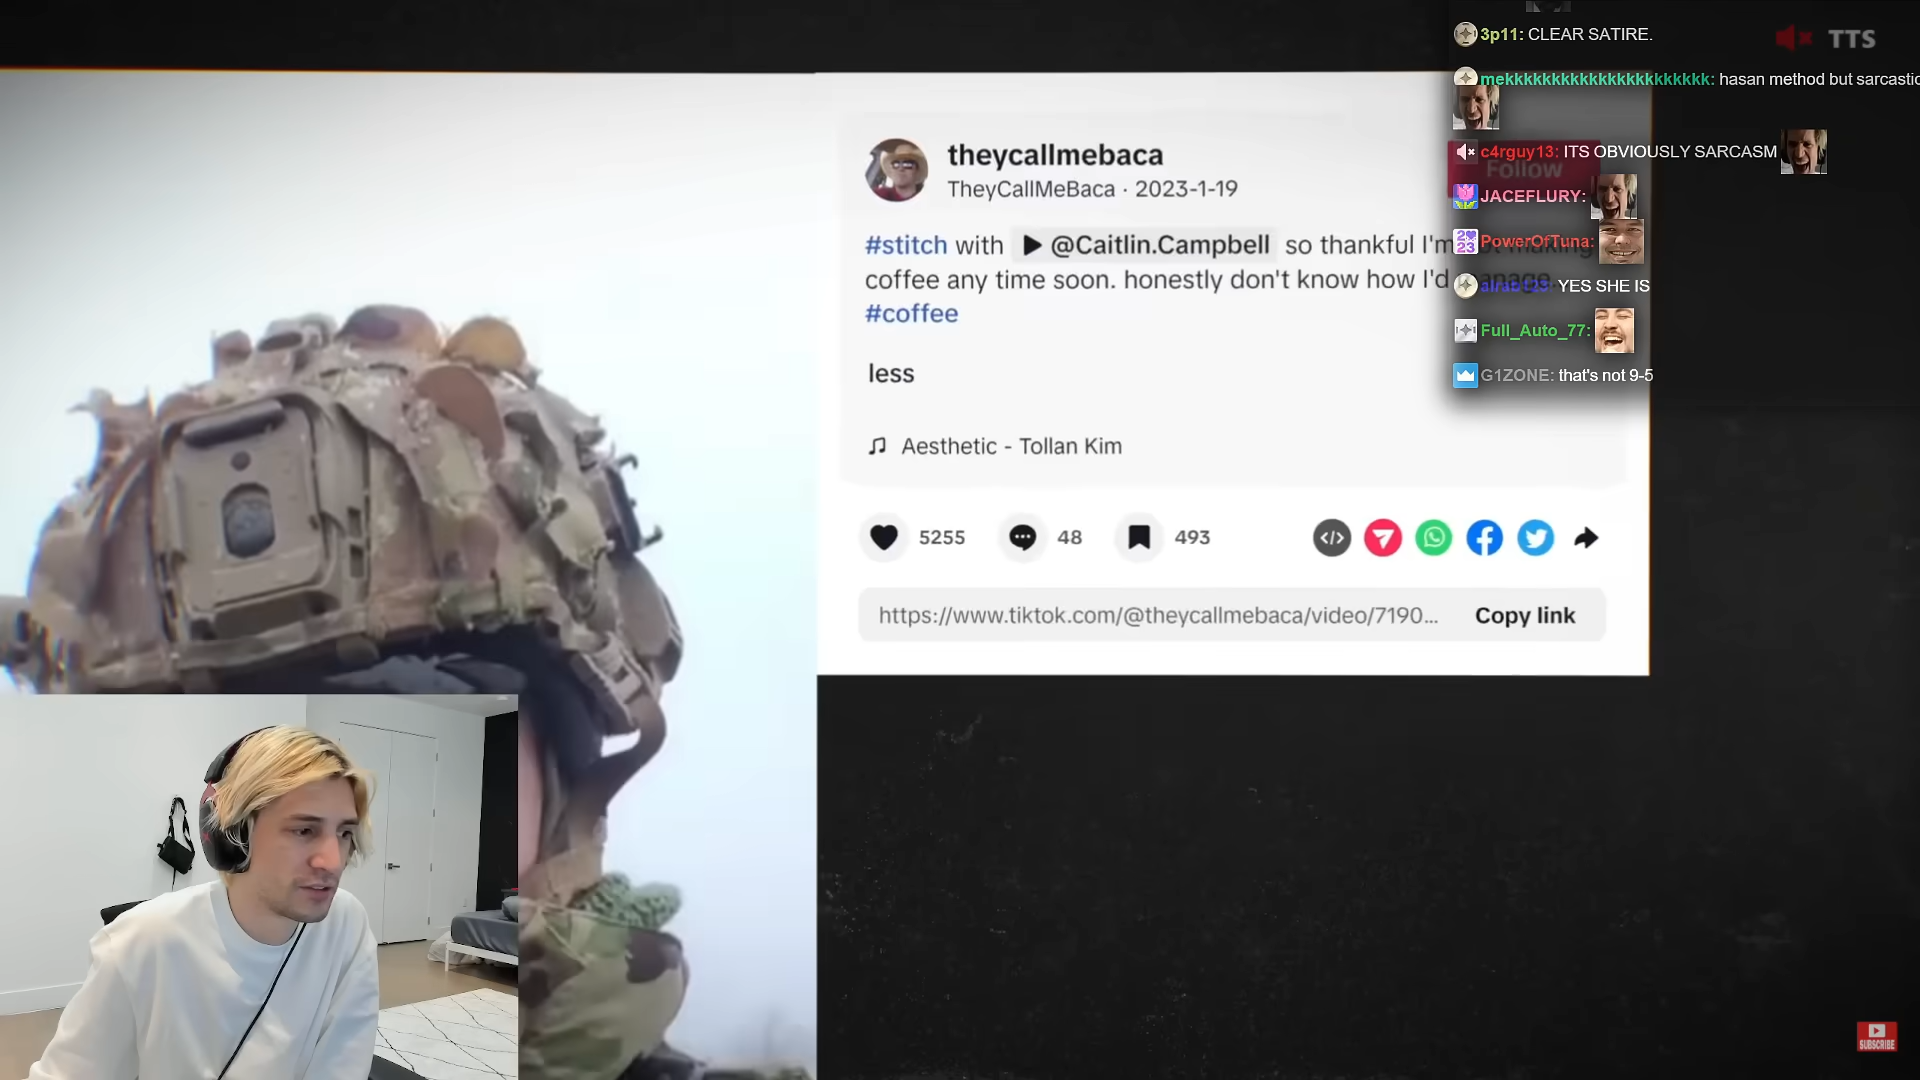 3p11: CLEAR SATIRE.
TTS
mekkkkkkkkkkkkkkkkkkkkkk: hasan method but sarcastic
c4rguy13: ITS OBVIOUSLY SARCASM
Follow
JACEFLURY:
PowerOfTuna:
YES SHE IS
Full_Auto_77:
G1ZONE: that's not 9-5
theycallmebaca
TheyCallMeBaca · 2023-1-19
#stitch with @Caitlin.Campbell so thankful I'm
coffee any time soon. honestly don't know how I'd
#coffee
less
Aesthetic - Tollan Kim
5255 48 493
https://www.tiktok.com/@theycallmebaca/video/7190... Copy link
SUBSCRIBE